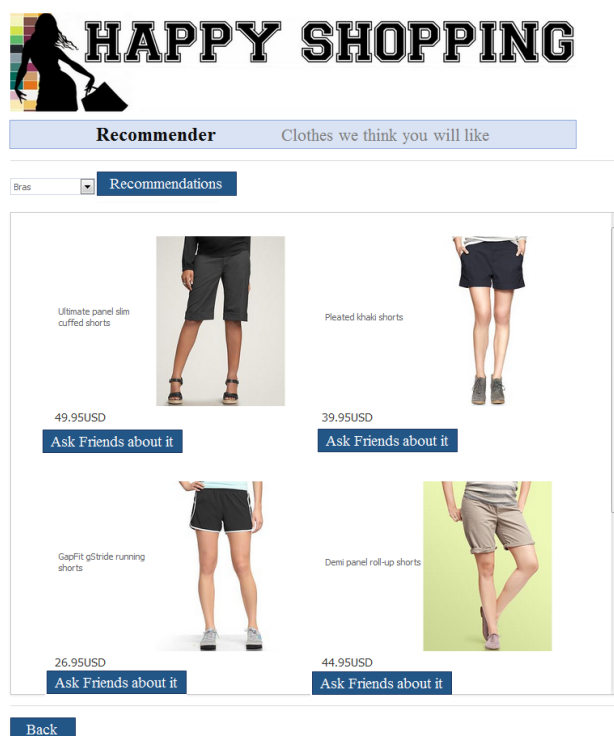 HAPPY SHOPPING
Recommender Clothes we think you will like
Bras Recommendations
Ultimate panel slim
cuffed shorts
49.95USD
Ask Friends about it
Pleated khaki shorts
39.95USD
Ask Friends about it
GapFit gStride running
shorts
26.95USD
Ask Friends about it
Demi panel roll-up shorts
44.95USD
Ask Friends about it
Back